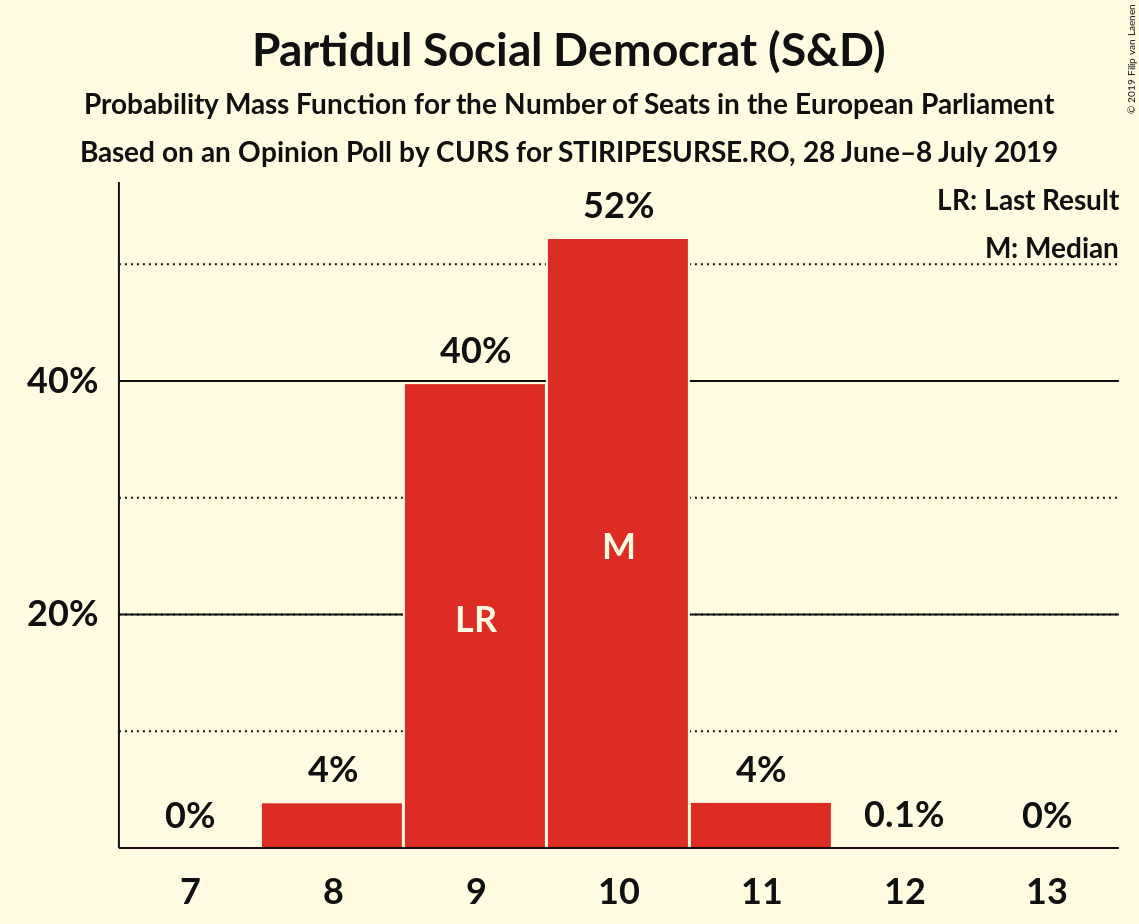 Partidul Social Democrat (S&D)
Probability Mass Function for the Number of Seats in the European Parliament
Based on an Opinion Poll by CURS for STIRIPESURSE.RO, 28 June–8 July 2019
© 2019 Filip van Laenen
LR: Last Result
M: Median
52%
40%
40%
M
20%
LR
4%
4%
0%
0.1%
0%
7 8 9 10 11 12 13